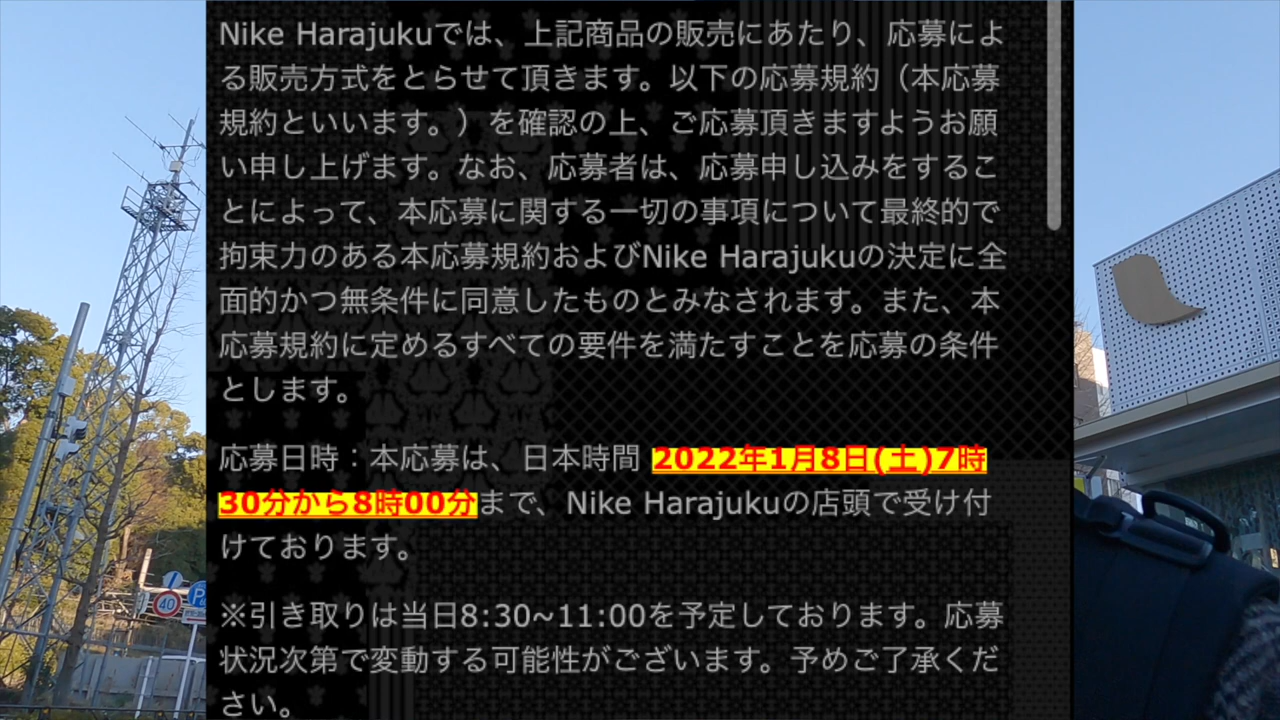 Nike Harajukuでは、上記商品の販売にあたり、応募によ
る販売方式をとらせて頂きます。以下の応募規約（本応募
規約といいます。）を確認の上、ご応募頂きますようお願
い申し上げます。なお、応募者は、応募申し込みをするこ
とによって、本応募に関する一切の事項について最終的で
拘束力のある本応募規約およびNike Harajukuの決定に全
面的かつ無条件に同意したものとみなされます。また、本
応募規約に定めるすべての要件を満たすことを応募の条件
とします。
応募日時：本応募は、日本時間 2022年1月8日(土)7時
30分から8時00分まで、Nike Harajukuの店頭で受け付
けております。
※引き取りは当日8:30~11:00を予定しております。応募
状況次第で変動する可能性がございます。予めご了承くだ
さい。
40
P